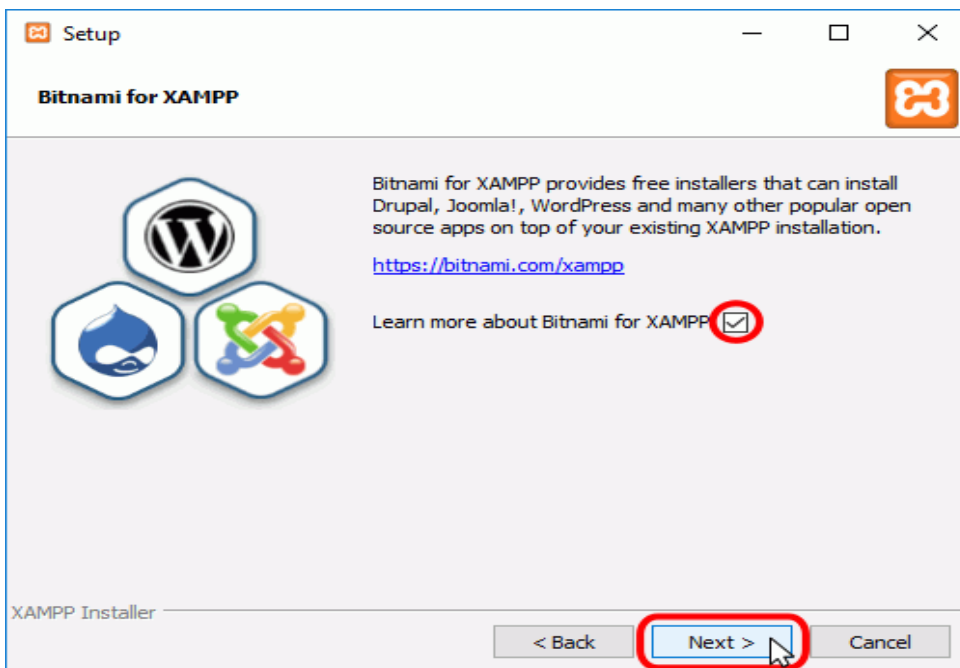 Setup
Bitnami for XAMPP
Bitnami for XAMPP provides free installers that can install
Drupal, Joomla!, WordPress and many other popular open
source apps on top of your existing XAMPP installation.
https://bitnami.com/xampp
Learn more about Bitnami for XAMPP
XAMPP Installer
< Back
Next >
Cancel